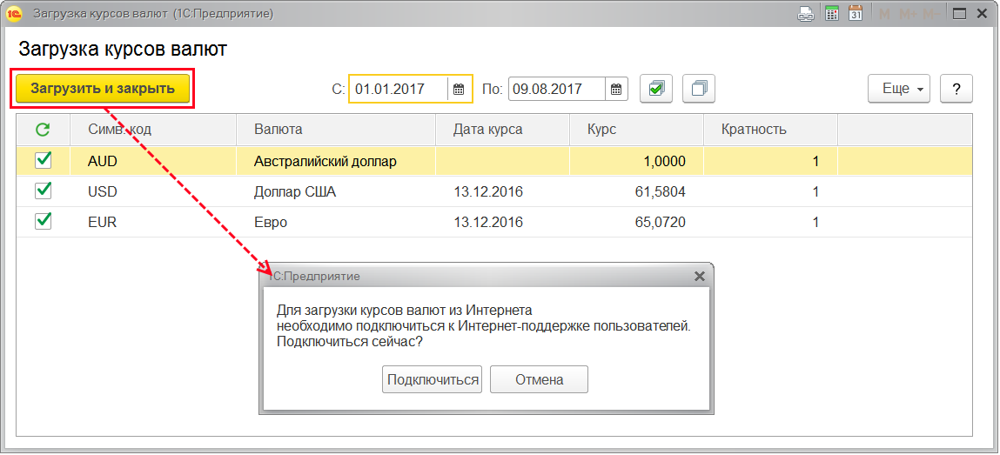 1С Загрузка курсов валют (1С:Предприятие) 31 M M+ M-
Загрузка курсов валют
Загрузить и закрыть С: 01.01.2017 По: 09.08.2017 Еще ?
Симв. код Валюта Дата курса Курс Кратность
AUD Австралийский доллар 1,0000 1
USD Доллар США 13.12.2016 61,5804 1
EUR Евро 13.12.2016 65,0720 1
1С:Предприятие
Для загрузки курсов валют из Интернета
необходимо подключиться к Интернет-поддержке пользователей.
Подключиться сейчас?
Подключиться Отмена